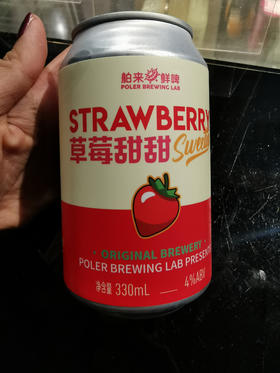 舶来鲜啤
POLER BREWING LAB
STRAWBERRY
草莓甜甜
· ORIGINAL BREWERY ·
POLER BREWING LAB PRESENT
净含量 330mL
4%ABV